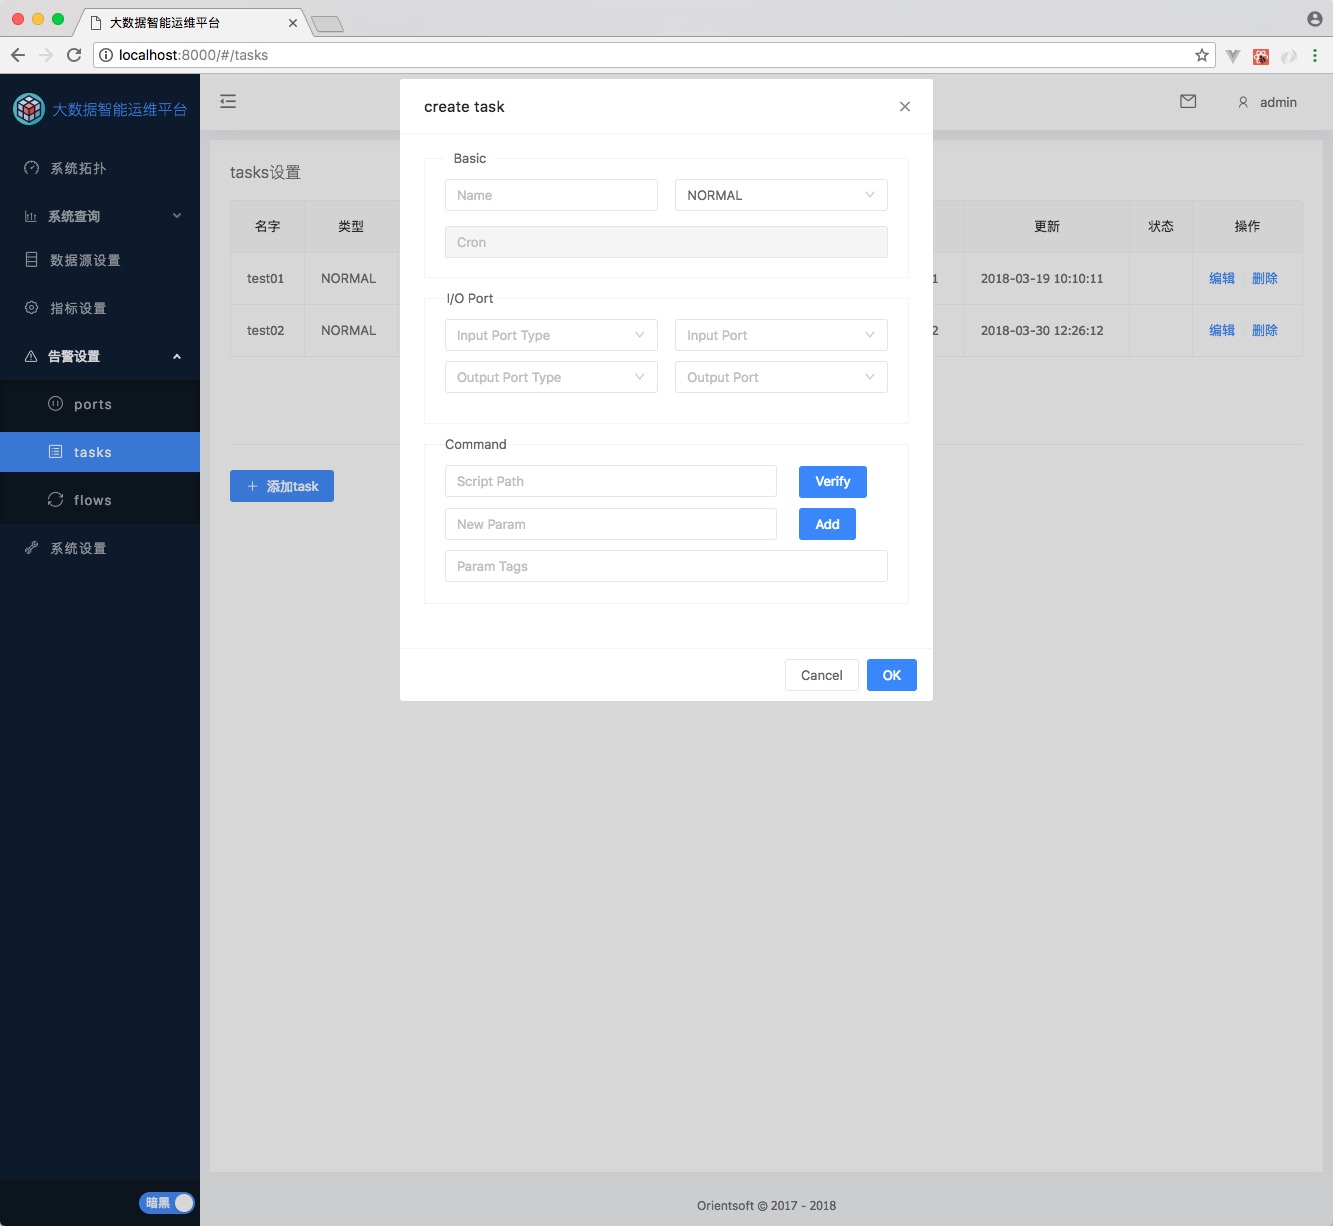 大数据智能运维平台
localhost:8000/#/tasks
大数据智能运维平台
系统拓扑
系统查询
数据源设置
指标设置
告警设置
ports
tasks
flows
系统设置
暗黑
admin
tasks设置
名字 类型 更新 状态 操作
test01 NORMAL 1 2018-03-19 10:10:11 编辑 删除
test02 NORMAL 2 2018-03-30 12:26:12 编辑 删除
+ 添加task
create task
Basic
Name NORMAL
Cron
I/O Port
Input Port Type Input Port
Output Port Type Output Port
Command
Script Path Verify
New Param Add
Param Tags
Cancel OK
Orientsoft © 2017 - 2018